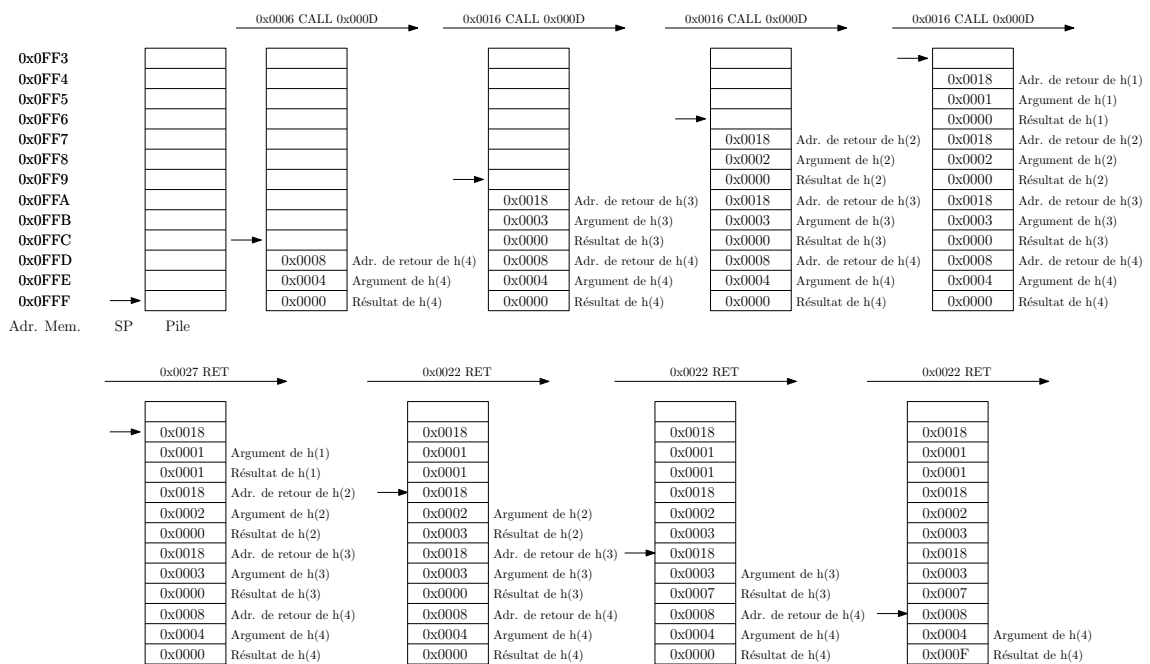 0x0006 CALL 0x000D 0x0016 CALL 0x000D 0x0016 CALL 0x000D 0x0016 CALL 0x000D
0x0FF3
0x0FF4 0x0018 Adr. de retour de h(1)
0x0FF5 0x0001 Argument de h(1)
0x0FF6 0x0000 Résultat de h(1)
0x0FF7 0x0018 Adr. de retour de h(2) 0x0018 Adr. de retour de h(2)
0x0FF8 0x0002 Argument de h(2) 0x0002 Argument de h(2)
0x0FF9 0x0000 Résultat de h(2) 0x0000 Résultat de h(2)
0x0FFA 0x0018 Adr. de retour de h(3) 0x0018 Adr. de retour de h(3) 0x0018 Adr. de retour de h(3)
0x0FFB 0x0003 Argument de h(3) 0x0003 Argument de h(3) 0x0003 Argument de h(3)
0x0FFC 0x0000 Résultat de h(3) 0x0000 Résultat de h(3) 0x0000 Résultat de h(3)
0x0FFD 0x0008 Adr. de retour de h(4) 0x0008 Adr. de retour de h(4) 0x0008 Adr. de retour de h(4) 0x0008 Adr. de retour de h(4)
0x0FFE 0x0004 Argument de h(4) 0x0004 Argument de h(4) 0x0004 Argument de h(4) 0x0004 Argument de h(4)
0x0FFF 0x0000 Résultat de h(4) 0x0000 Résultat de h(4) 0x0000 Résultat de h(4) 0x0000 Résultat de h(4)
Adr. Mem. SP Pile
0x0027 RET 0x0022 RET 0x0022 RET 0x0022 RET
0x0018 0x0018 0x0018 0x0018
0x0001 Argument de h(1) 0x0001 0x0001 0x0001
0x0001 Résultat de h(1) 0x0001 0x0001 0x0001
0x0018 Adr. de retour de h(2) 0x0018 0x0018 0x0018
0x0002 Argument de h(2) 0x0002 Argument de h(2) 0x0002 0x0002
0x0000 Résultat de h(2) 0x0003 Résultat de h(2) 0x0003 0x0003
0x0018 Adr. de retour de h(3) 0x0018 Adr. de retour de h(3) 0x0018 0x0018
0x0003 Argument de h(3) 0x0003 Argument de h(3) 0x0003 Argument de h(3) 0x0003
0x0000 Résultat de h(3) 0x0000 Résultat de h(3) 0x0007 Résultat de h(3) 0x0007
0x0008 Adr. de retour de h(4) 0x0008 Adr. de retour de h(4) 0x0008 Adr. de retour de h(4) 0x0008
0x0004 Argument de h(4) 0x0004 Argument de h(4) 0x0004 Argument de h(4) 0x0004 Argument de h(4)
0x0000 Résultat de h(4) 0x0000 Résultat de h(4) 0x0000 Résultat de h(4) 0x000F Résultat de h(4)